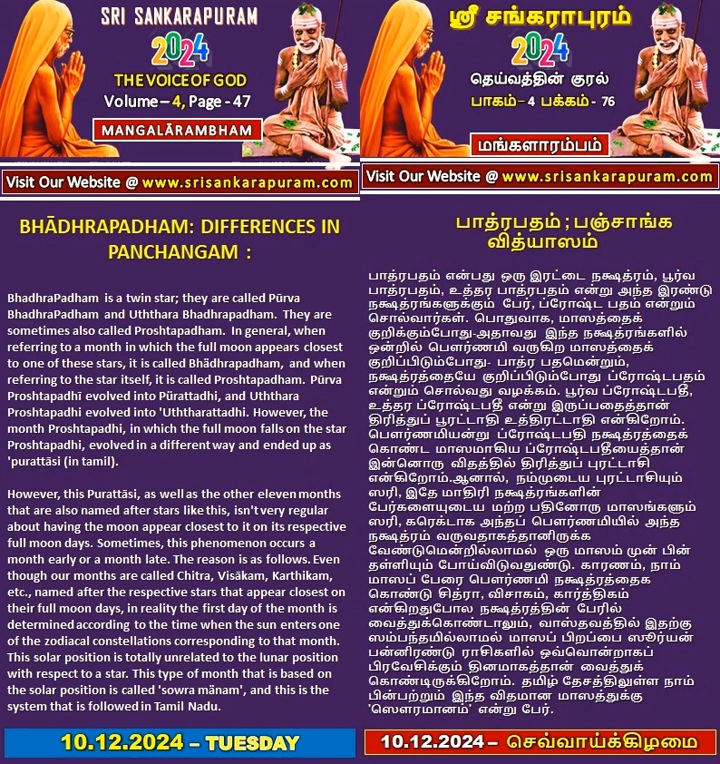 SRI SANKARAPURAM
2024
THE VOICE OF GOD
Volume – 4, Page - 47
MANGALĀRAMBHAM
Visit Our Website @ www.srisankarapuram.com
BHĀDHRAPADHAM: DIFFERENCES IN
PANCHANGAM :
BhadhraPadham is a twin star; they are called Pūrva
BhadhraPadham and Uththara Bhadhrapadham. They are
sometimes also called Proshtapadham. In general, when
referring to a month in which the full moon appears closest
to one of these stars, it is called Bhādhrapadham, and when
referring to the star itself, it is called Proshtapadham. Pūrva
Proshtapadhī evolved into Pūrattadhi, and Uththara
Proshtapadhi evolved into 'Uththarattadhi. However, the
month Proshtapadhi, in which the full moon falls on the star
Proshtapadhi, evolved in a different way and ended up as
'purattāsi (in tamil).
However, this Purattāsi, as well as the other eleven months
that are also named after stars like this, isn't very regular
about having the moon appear closest to it on its respective
full moon days. Sometimes, this phenomenon occurs a
month early or a month late. The reason is as follows. Even
though our months are called Chitra, Visākam, Karthikam,
etc., named after the respective stars that appear closest on
their full moon days, in reality the first day of the month is
determined according to the time when the sun enters one
of the zodiacal constellations corresponding to that month.
This solar position is totally unrelated to the lunar position
with respect to a star. This type of month that is based on
the solar position is called 'sowra mānam', and this is the
system that is followed in Tamil Nadu.
10.12.2024 – TUESDAY
ஸ்ரீ சங்கராபுரம்
2024
தெய்வத்தின் குரல்
பாகம்– 4 பக்கம் - 76
மங்களாரம்பம்
Visit Our Website @ www.srisankarapuram.com
பாத்ரபதம் ; பஞ்சாங்க
வித்யாஸம்
பாத்ரபதம் என்பது ஒரு இரட்டை நக்ஷத்ரம், பூர்வ
பாத்ரபதம், உத்தர பாத்ரபதம் என்று அந்த இரண்டு
நக்ஷத்ரங்களுக்கும் பேர், ப்ரோஷ்ட பதம் என்றும்
சொல்வார்கள். பொதுவாக, மாஸத்தைக்
குறிக்கும்போது-அதாவது இந்த நக்ஷத்ரங்களில்
ஒன்றில் பௌர்ணமி வருகிற மாஸத்தைக்
குறிப்பிடும்போது- பாத்ர பதமென்றும்,
நக்ஷத்ரத்தையே குறிப்பிடும்போது ப்ரோஷ்டபதம்
என்றும் சொல்வது வழக்கம். பூர்வ ப்ரோஷ்டபதீ,
உத்தர ப்ரோஷ்டபதீ என்று இருப்பதைத்தான்
திரித்துப் பூரட்டாதி உத்திரட்டாதி என்கிறோம்.
பௌர்ணமியன்று ப்ரோஷ்டபதி நக்ஷத்ரத்தைக்
கொண்ட மாஸமாகிய ப்ரோஷ்டபதீயைத்தான்
இன்னொரு விதத்தில் திரித்துப் புரட்டாசி
என்கிறோம்.ஆனால், நம்முடைய புரட்டாசியும்
ஸரி, இதே மாதிரி நக்ஷத்ரங்களின்
பேர்களையுடைய மற்ற பதினோரு மாஸங்களும்
ஸரி, கரெக்டாக அந்தப் பௌர்ணமியில் அந்த
நக்ஷத்ரம் வருவதாகத்தானிருக்க
வேண்டுமென்றில்லாமல் ஒரு மாஸம் முன் பின்
தள்ளியும் போய்விடுவதுண்டு. காரணம், நாம்
மாஸப் பேரை பௌர்ணமி நக்ஷத்ரத்தைக
கொண்டு சித்ரா, விசாகம், கார்த்திகம்
என்கிறதுபோல நக்ஷத்ரத்தின் பேரில்
வைத்துக்கொண்டாலும், வாஸ்தவத்தில் இதற்கு
ஸம்பந்தமில்லாமல் மாஸப் பிறப்பை ஸூர்யன்
பன்னிரண்டு ராசிகளில் ஒவ்வொன்றாகப்
பிரவேசிக்கும் தினமாகத்தான் வைத்துக்
கொண்டிருக்கிறோம். தமிழ் தேசத்திலுள்ள நாம்
பின்பற்றும் இந்த விதமான மாஸத்துக்கு
'ஸௌரமானம்' என்று பேர்.
10.12.2024 – செவ்வாய்க்கிழமை